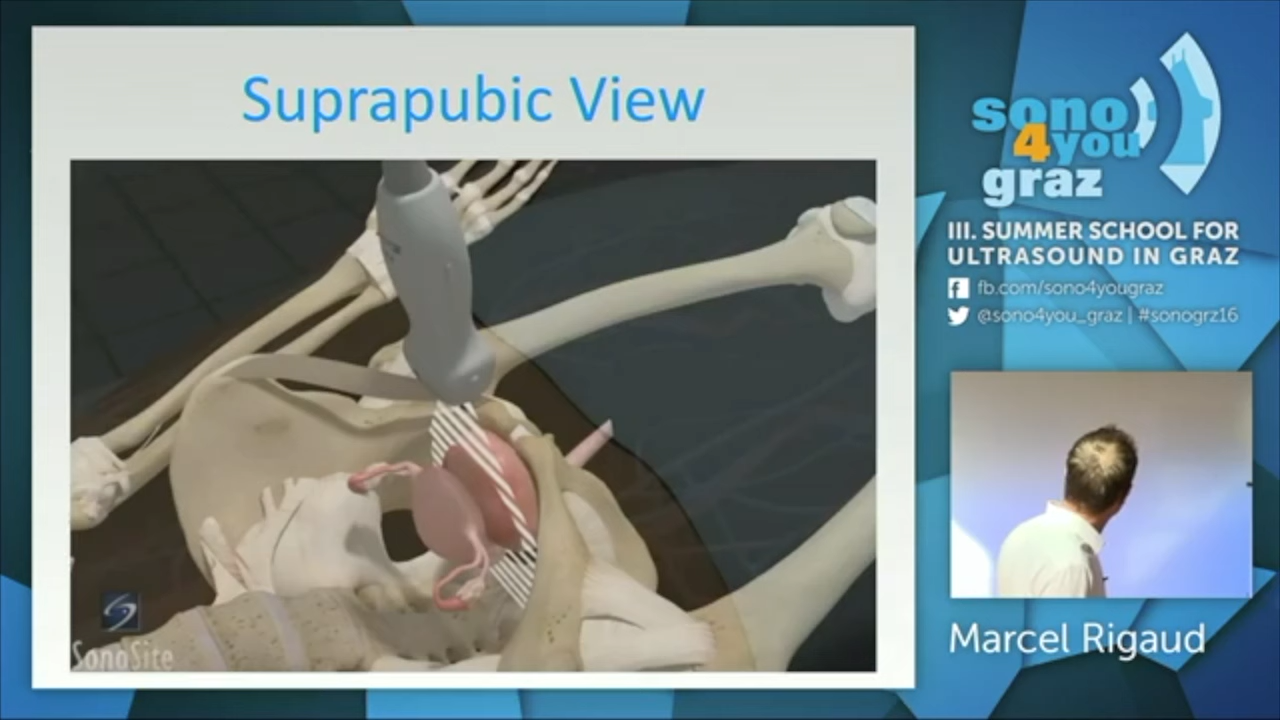 Suprapubic View
SonoSite
sono
4you
graz
III. SUMMER SCHOOL FOR
ULTRASOUND IN GRAZ
fb.com/sono4yougraz
@sono4you_graz | #sonogrz16
Marcel Rigaud